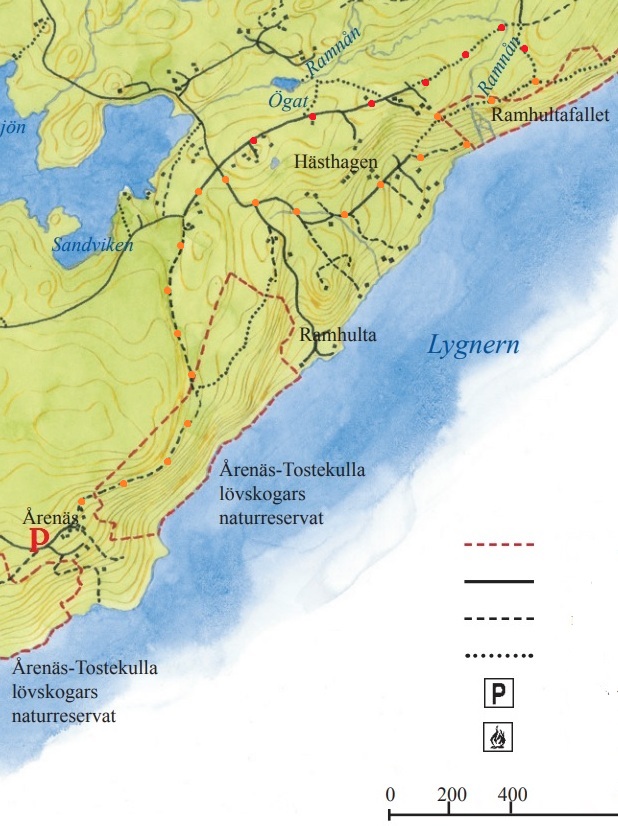 Ramnån
Ramnån
Ögat
jön
Ramhultafallet
Hästhagen
Sandviken
Ramhulta
Lygnern
Årenäs-Tostekulla
lövskogars
naturreservat
Årenäs
P
Årenäs-Tostekulla
lövskogars
naturreservat
P
0 200 400